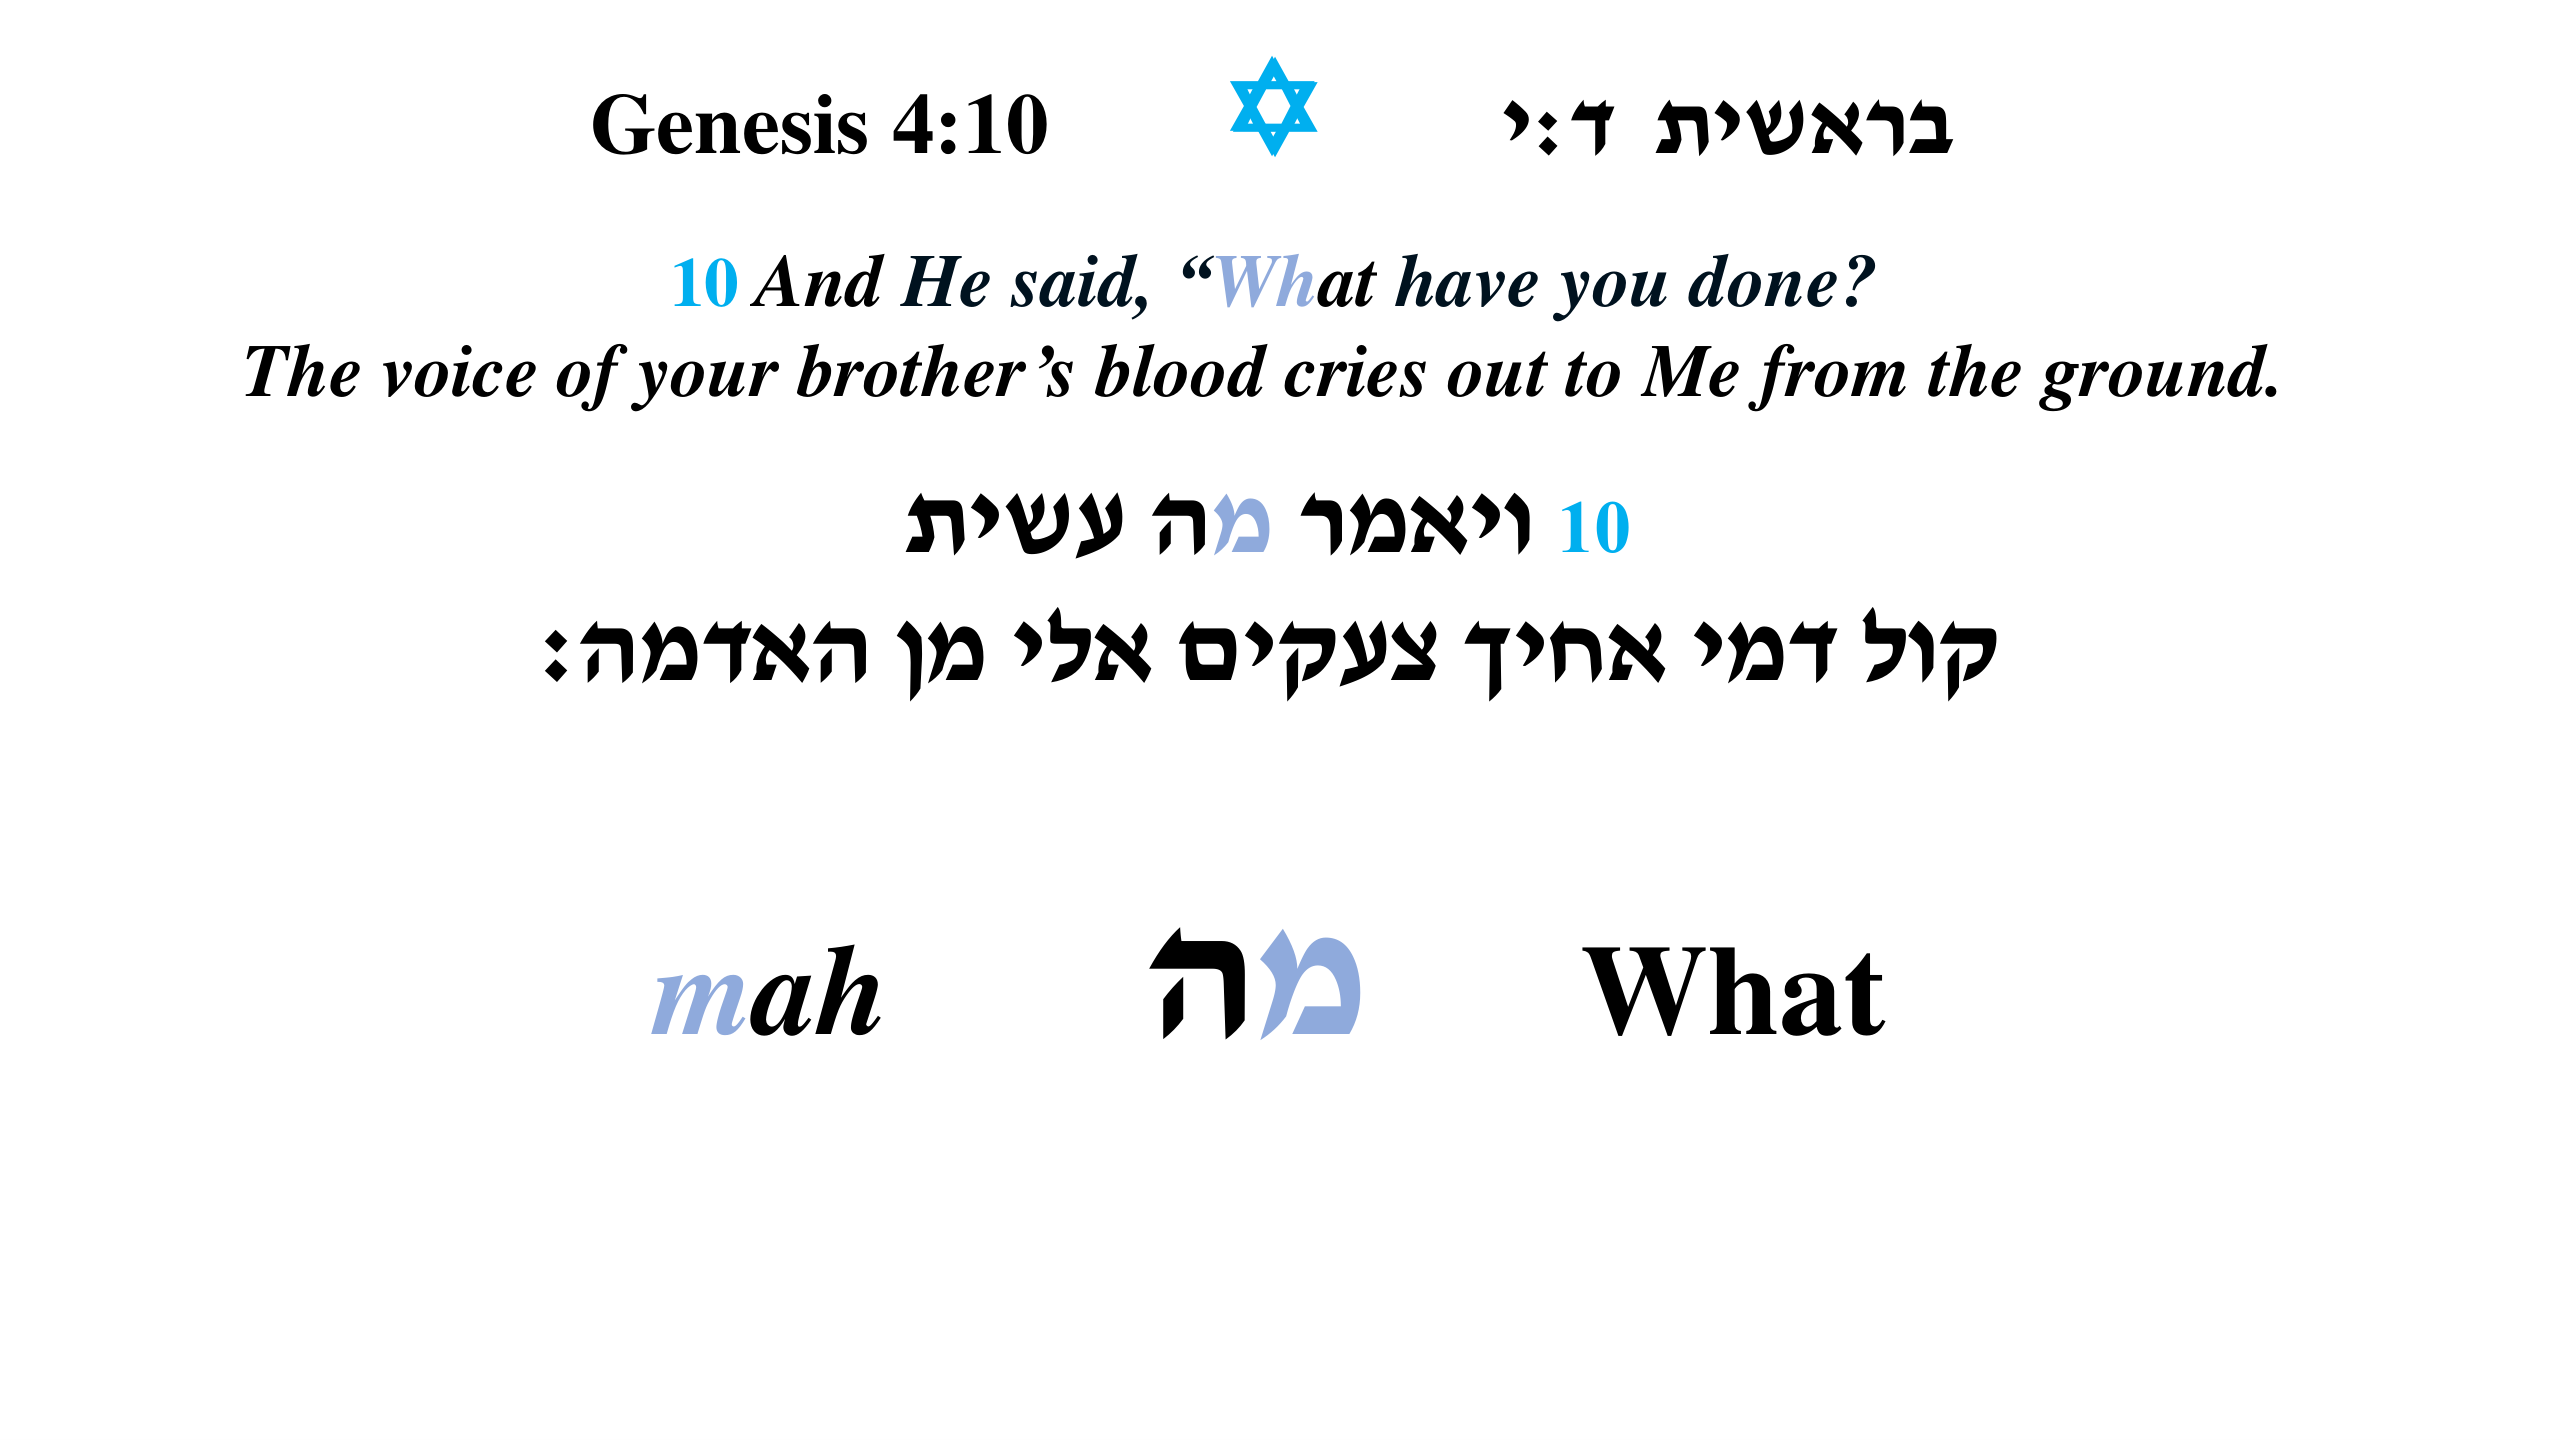 Genesis 4:10 ✡ בראשית ד:י
10 And He said, “What have you done?
The voice of your brother’s blood cries out to Me from the ground.
10 ויאמר מה עשית
קול דמי אחיך צעקים אלי מן האדמה:
mah מה What